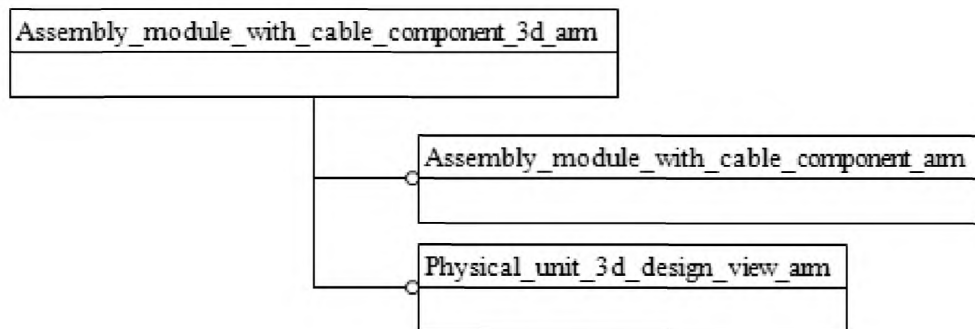 Assembly_module_with_cable_component_3d_arm
Assembly_module_with_cable_component_arm
Physical_unit_3d_design_view_arm